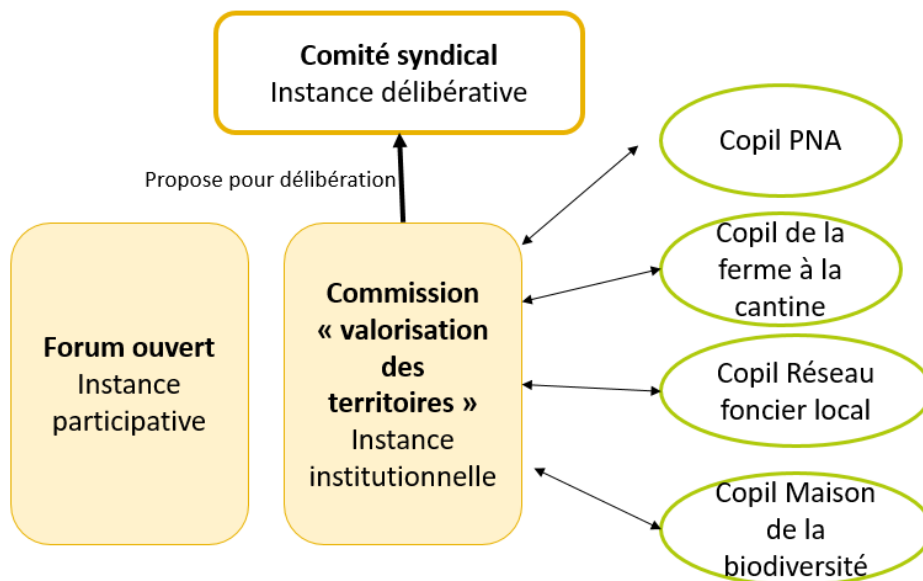 Comité syndical
Instance délibérative
Propose pour délibération
Forum ouvert
Instance
participative
Commission
« valorisation
des
territoires »
Instance
institutionnelle
Copil PNA
Copil de la
ferme à la
cantine
Copil Réseau
foncier local
Copil Maison
de la
biodiversité